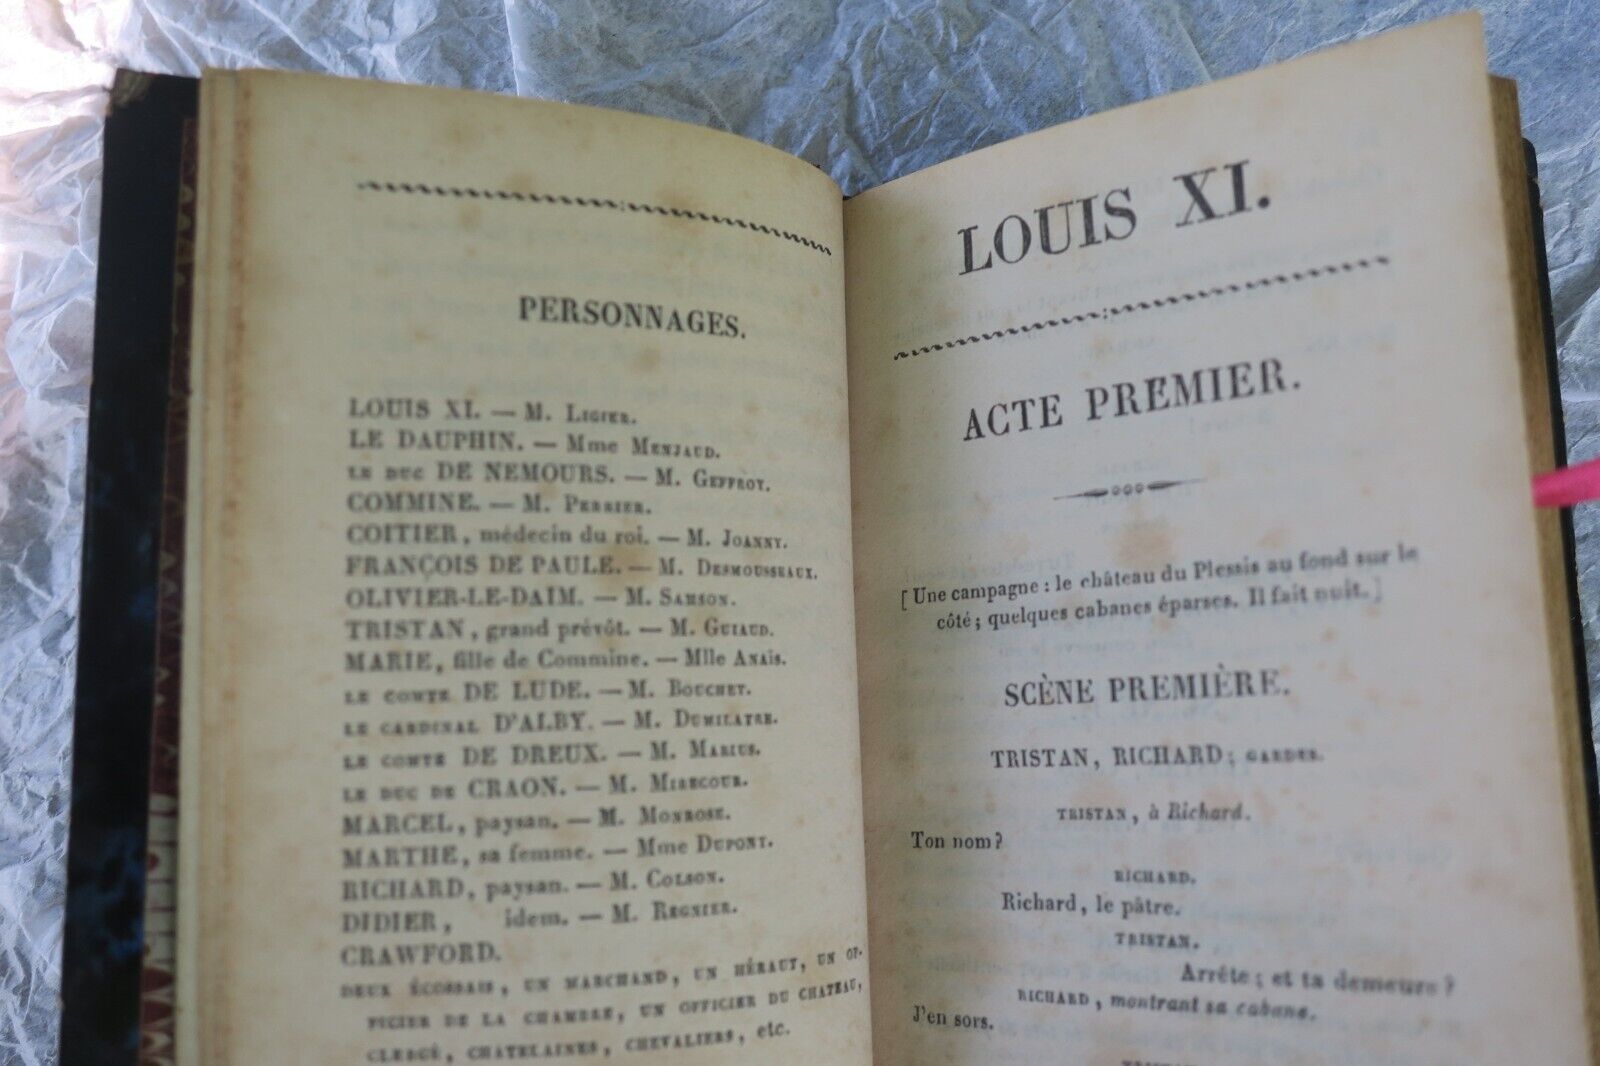 PERSONNAGES.
LOUIS XI. — M. LIGIER.
LE DAUPHIN. — Mme MENJAUD.
LE DUC DE NEMOURS. — M. GEFFROY.
COMMINE. — M. PERRIER.
COITIER, médecin du roi. — M. JOANNY.
FRANÇOIS DE PAULE. — M. DESMOUSSEAUX.
OLIVIER-LE-DAIM. — M. SAMSON.
TRISTAN, grand prévôt. — M. GUIAUD.
MARIE, fille de Commine. — Mlle ANAÏS.
LE COMTE DE LUDE. — M. BOUCHET.
LE CARDINAL D'ALBY. — M. DUMILATRE.
LE COMTE DE DREUX. — M. MARIUS.
LE DUC DE CRAON. — M. MIRECOUR.
MARCEL, paysan. — M. MONROSE.
MARTHE, sa femme. — Mme DUPONT.
RICHARD, paysan. — M. COLSON.
DIDIER, idem. — M. REGNIER.
CRAWFORD.
DEUX ÉCOSSAIS, UN MARCHAND, UN HÉRAUT, UN OF-
FICIER DE LA CHAMBRE, UN OFFICIER DU CHATEAU,
CLERGÉ, CHATELAINES, CHEVALIERS, etc.
LOUIS XI.
ACTE PREMIER.
[Une campagne : le château du Plessis au fond sur le
côté ; quelques cabanes éparses. Il fait nuit.]
SCÈNE PREMIÈRE.
TRISTAN, RICHARD; GARDES.
TRISTAN, à Richard.
Ton nom ?
RICHARD.
Richard, le pâtre.
TRISTAN.
Arrête ; et ta demeure ?
RICHARD, montrant sa cabane.
J'en sors.
TRISTAN.